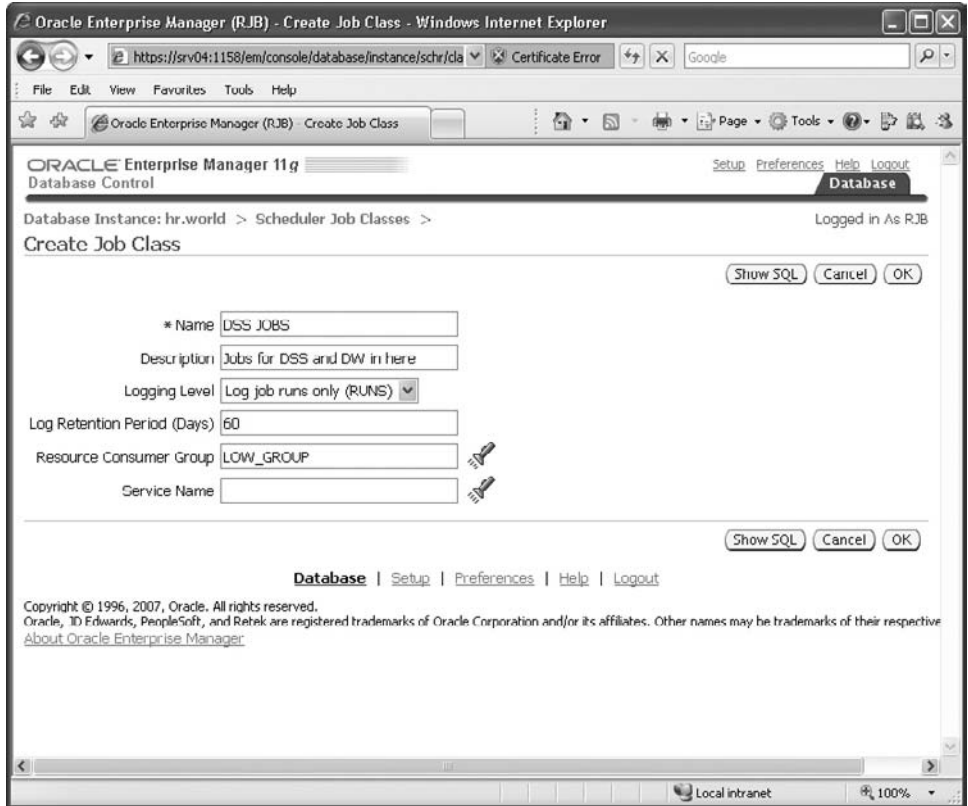 Oracle Enterprise Manager (RJB) - Create Job Class - Windows Internet Explorer
https://srv04:1158/em/console/database/instance/schr/cla Certificate Error Google
File Edit View Favorites Tools Help
Oracle Enterprise Manager (RJB) - Create Job Class Page Tools
ORACLE Enterprise Manager 11g
Setup Preferences Help Logout
Database Control
Database
Database Instance: hr.world > Scheduler Job Classes >
Logged in As RJB
Create Job Class
Show SQL Cancel OK
* Name DSS JOBS
Description Jobs for DSS and DW in here
Logging Level Log job runs only (RUNS)
Log Retention Period (Days) 60
Resource Consumer Group LOW_GROUP
Service Name
Show SQL Cancel OK
Database | Setup | Preferences | Help | Logout
Copyright © 1996, 2007, Oracle. All rights reserved.
Oracle, JD Edwards, PeopleSoft, and Retek are registered trademarks of Oracle Corporation and/or its affiliates. Other names may be trademarks of their respective
About Oracle Enterprise Manager
Local intranet 100%